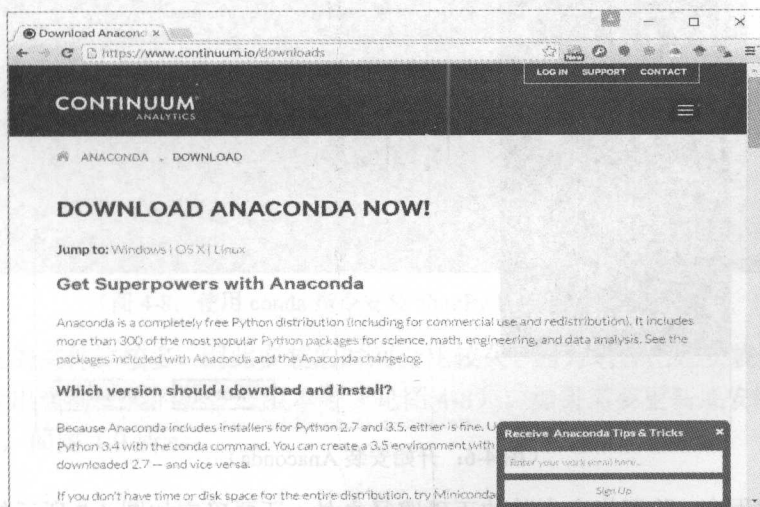 Download Anacond ×
https://www.continuum.io/downloads
New
LOG IN SUPPORT CONTACT
CONTINUUM
ANALYTICS
ANACONDA DOWNLOAD
DOWNLOAD ANACONDA NOW!
Jump to: Windows | OS X | Linux
Get Superpowers with Anaconda
Anaconda is a completely free Python distribution (including for commercial use and redistribution). It includes
more than 300 of the most popular Python packages for science, math, engineering, and data analysis. See the
packages included with Anaconda and the Anaconda changelog.
Which version should I download and install?
Because Anaconda includes installers for Python 2.7 and 3.5, either is fine. U
Python 3.4 with the conda command. You can create a 3.5 environment with
downloaded 2.7 -- and vice versa.
If you don't have time or disk space for the entire distribution, try Miniconda
Receive Anaconda Tips & Tricks ×
Enter your work email here...
Sign Up